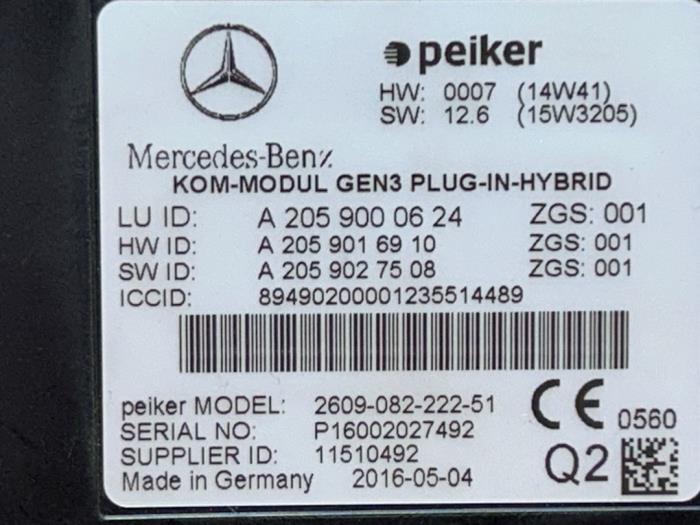 peiker
HW: 0007 (14W41)
SW: 12.6 (15W3205)
Mercedes-Benz
KOM-MODUL GEN3 PLUG-IN-HYBRID
LU ID: A 205 900 06 24 ZGS: 001
HW ID: A 205 901 69 10 ZGS: 001
SW ID: A 205 902 75 08 ZGS: 001
ICCID: 89490200001235514489
peiker MODEL: 2609-082-222-51
SERIAL NO: P16002027492
SUPPLIER ID: 11510492
Made in Germany 2016-05-04
CE 0560
Q2